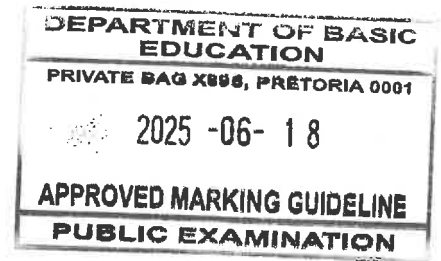 DEPARTMENT OF BASIC
EDUCATION
PRIVATE BAG X895, PRETORIA 0001
2025 -06- 18
APPROVED MARKING GUIDELINE
PUBLIC EXAMINATION